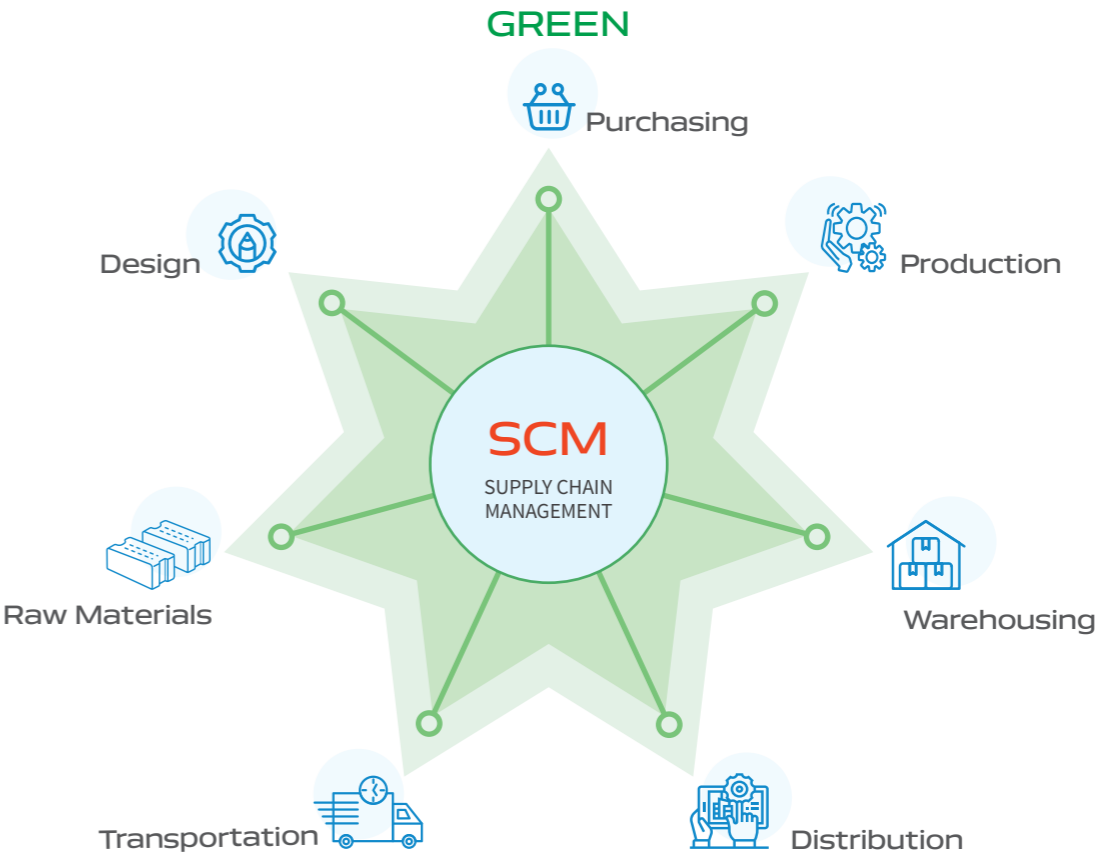 GREEN
Purchasing
Design
Production
SCM
SUPPLY CHAIN
MANAGEMENT
Raw Materials
Warehousing
Transportation
Distribution